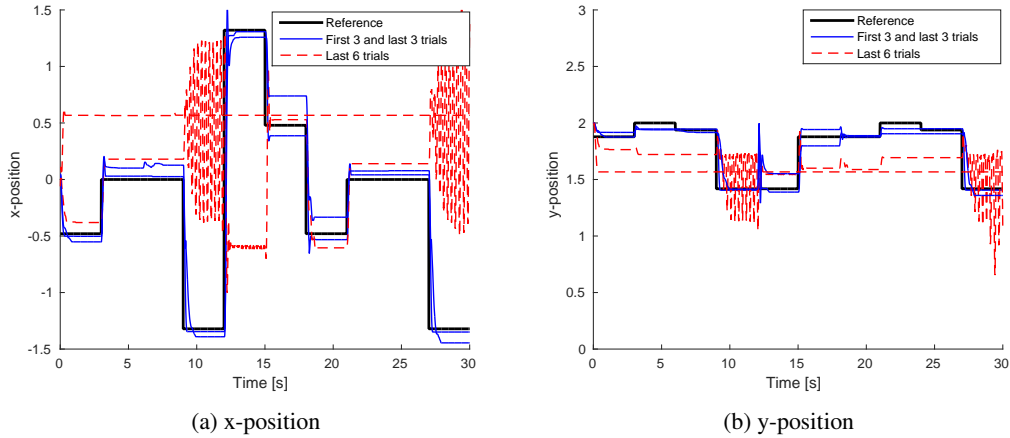 1.5
1
0.5
0
-0.5
-1
-1.5
x-position
0 5 10 15 20 25 30
Time [s]
Reference
First 3 and last 3 trials
Last 6 trials
(a) x-position
3
2.5
2
1.5
1
0.5
0
y-position
0 5 10 15 20 25 30
Time [s]
Reference
First 3 and last 3 trials
Last 6 trials
(b) y-position